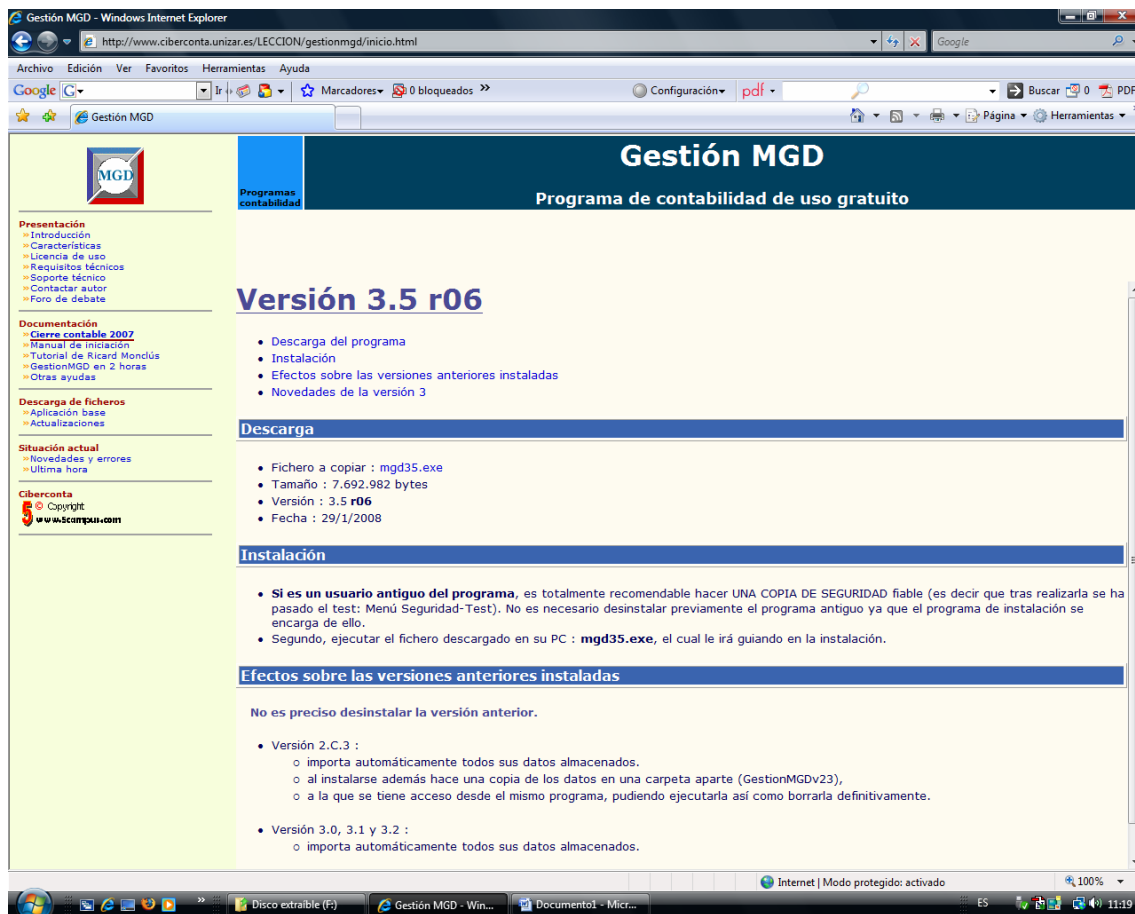 Gestión MGD - Windows Internet Explorer
http://www.ciberconta.unizar.es/LECCION/gestionmgd/inicio.html
Google
Archivo Edición Ver Favoritos Herramientas Ayuda
Google G Ir Marcadores 0 bloqueados » Configuración pdf Buscar 0 PDF
Gestión MGD
Página Herramientas
MGD
Presentación
»Introducción
»Características
»Licencia de uso
»Requisitos técnicos
»Soporte técnico
»Contactar autor
»Foro de debate
Documentación
»Cierre contable 2007
»Manual de iniciación
»Tutorial de Ricard Monclús
»GestionMGD en 2 horas
»Otras ayudas
Descarga de ficheros
»Aplicación base
»Actualizaciones
Situación actual
»Novedades y errores
»Ultima hora
Ciberconta
5 © Copyright
www.5campus.com
Programas
contabilidad
Gestión MGD
Programa de contabilidad de uso gratuito
Versión 3.5 r06
• Descarga del programa
• Instalación
• Efectos sobre las versiones anteriores instaladas
• Novedades de la versión 3
Descarga
• Fichero a copiar : mgd35.exe
• Tamaño : 7.692.982 bytes
• Versión : 3.5 r06
• Fecha : 29/1/2008
Instalación
• Si es un usuario antiguo del programa, es totalmente recomendable hacer UNA COPIA DE SEGURIDAD fiable (es decir que tras realizarla se ha
pasado el test: Menú Seguridad-Test). No es necesario desinstalar previamente el programa antiguo ya que el programa de instalación se
encarga de ello.
• Segundo, ejecutar el fichero descargado en su PC : mgd35.exe, el cual le irá guiando en la instalación.
Efectos sobre las versiones anteriores instaladas
No es preciso desinstalar la versión anterior.
• Versión 2.C.3 :
o importa automáticamente todos sus datos almacenados.
o al instalarse además hace una copia de los datos en una carpeta aparte (GestionMGDv23),
o a la que se tiene acceso desde el mismo programa, pudiendo ejecutarla así como borrarla definitivamente.
• Versión 3.0, 3.1 y 3.2 :
o importa automáticamente todos sus datos almacenados.
Internet | Modo protegido: activado 100%
» Disco extraíble (F:) Gestión MGD - Win... Documento1 - Micr... ES 11:19